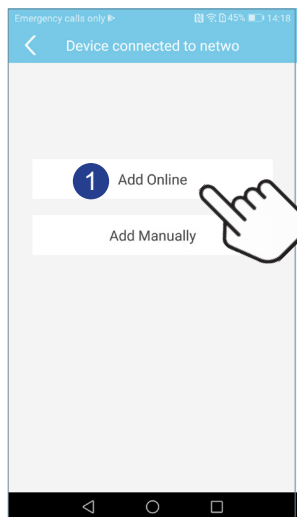 Emergency calls only 45% 14:18
Device connected to netwo
1 Add Online
Add Manually